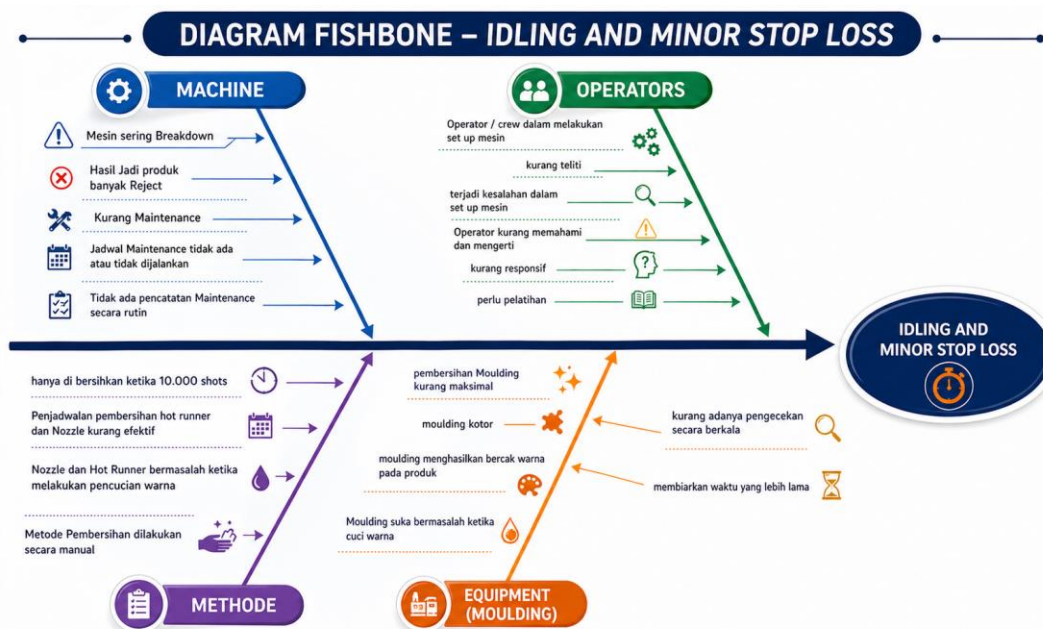 DIAGRAM FISHBONE – IDLING AND MINOR STOP LOSS
MACHINE
Mesin sering Breakdown
Hasil Jadi produk
banyak Reject
Kurang Maintenance
Jadwal Maintenance tidak ada
atau tidak dijalankan
Tidak ada pencatatan Maintenance
secara rutin
OPERATORS
Operator / crew dalam melakukan
set up mesin
kurang teliti
terjadi kesalahan dalam
set up mesin
Operator kurang memahami
dan mengerti
kurang responsif
?
perlu pelatihan
IDLING AND
MINOR STOP LOSS
hanya di bersihkan ketika 10.000 shots
Penjadwalan pembersihan hot runner
dan Nozzle kurang efektif
Nozzle dan Hot Runner bermasalah ketika
melakukan pencucian warna
Metode Pembersihan dilakukan
secara manual
METHODE
pembersihan Moulding
kurang maksimal
moulding kotor
moulding menghasilkan bercak warna
pada produk
Moulding suka bermasalah ketika
cuci warna
kurang adanya pengecekan
secara berkala
membiarkan waktu yang lebih lama
EQUIPMENT
(MOULDING)